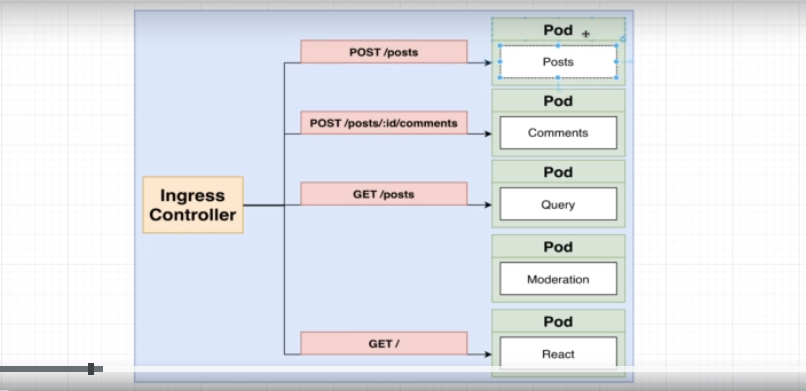 Pod
POST /posts
Posts
Pod
POST /posts/:id/comments
Comments
Pod
GET /posts
Ingress
Controller
Query
Pod
Moderation
Pod
GET /
React